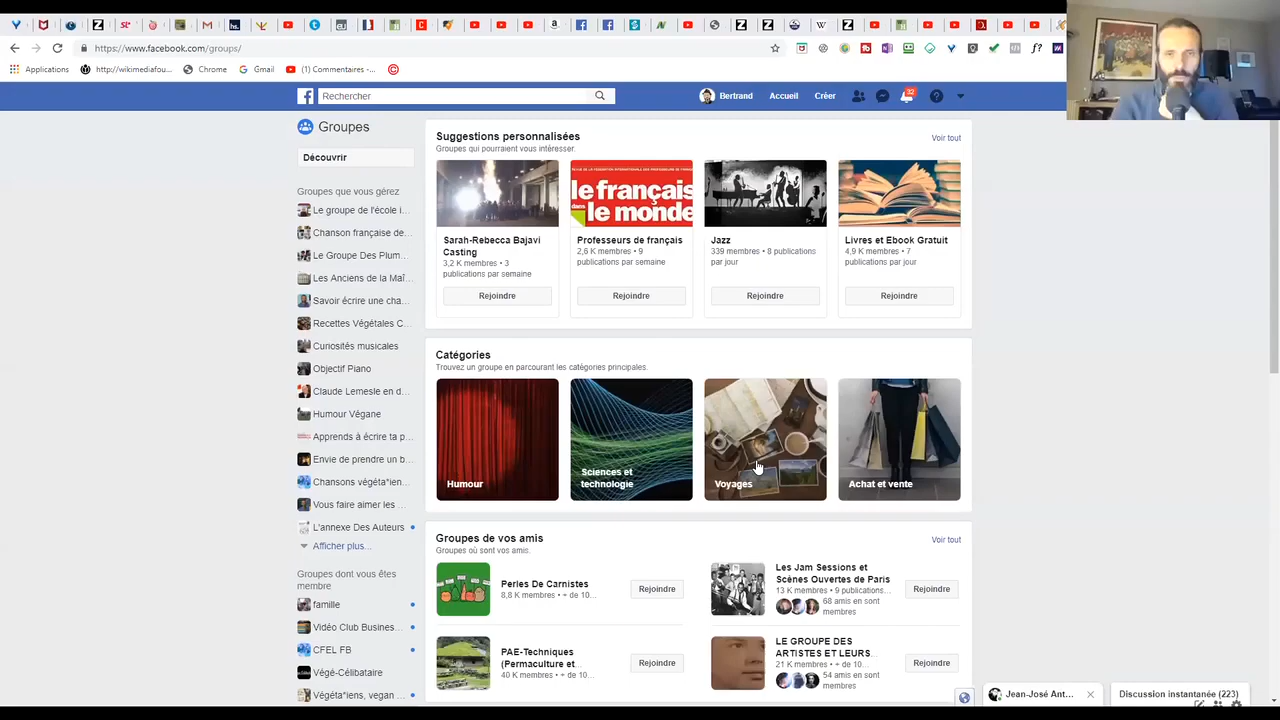 https://www.facebook.com/groups/
Applications
http://wikimediafou...
Chrome
Gmail
(1) Commentaires -...
Rechercher
Bertrand
Accueil
Créer
32
Groupes
Découvrir
Groupes que vous gérez
Le groupe de l'école i...
Chanson française de...
Le Groupe Des Plum...
Les Anciens de la Maî...
Savoir écrire une cha...
Recettes Végétales C...
Curiosités musicales
Objectif Piano
Claude Lemesle en d...
Humour Végane
Apprends à écrire ta p...
Envie de prendre un b...
Chansons végéta*ien...
Vous faire aimer les ...
L'annexe Des Auteurs
Afficher plus...
Groupes dont vous êtes
membre
famille
Vidéo Club Busines...
CFEL FB
Végé-Célibataire
Végéta*iens, vegan ...
Suggestions personnalisées
Voir tout
Groupes qui pourraient vous intéresser.
le français
dans
le monde
Sarah-Rebecca Bajavi
Casting
3,2 K membres • 3
publications par semaine
Rejoindre
Professeurs de français
2,6 K membres • 9
publications par semaine
Rejoindre
Jazz
339 membres • 8 publications
par jour
Rejoindre
Livres et Ebook Gratuit
4,9 K membres • 7
publications par jour
Rejoindre
Catégories
Trouvez un groupe en parcourant les catégories principales.
Humour
Sciences et
technologie
Voyages
Achat et vente
Groupes de vos amis
Voir tout
Groupes où sont vos amis.
Perles De Carnistes
8,8 K membres • + de 10...
Rejoindre
Les Jam Sessions et
Scènes Ouvertes de Paris
13 K membres • 9 publications...
68 amis en sont
membres
Rejoindre
PAE-Techniques
(Permaculture et...
40 K membres • + de 10...
Rejoindre
LE GROUPE DES
ARTISTES ET LEURS...
21 K membres • + de 10...
54 amis en sont
membres
Rejoindre
Jean-José Ant...
Discussion instantanée (223)